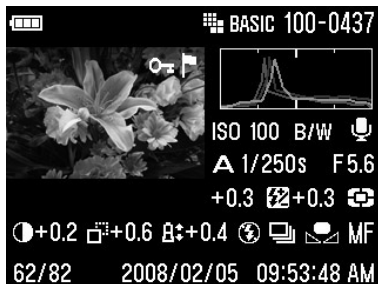 BASIC 100-0437
ISO 100 B/W
A 1/250s F5.6
+0.3 +0.3
+0.2 +0.6 +0.4 MF
62/82 2008/02/05 09:53:48 AM